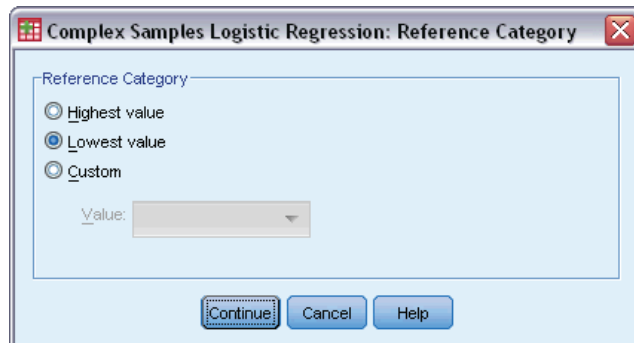 Complex Samples Logistic Regression: Reference Category
Reference Category
Highest value
Lowest value
Custom
Value:
Continue Cancel Help